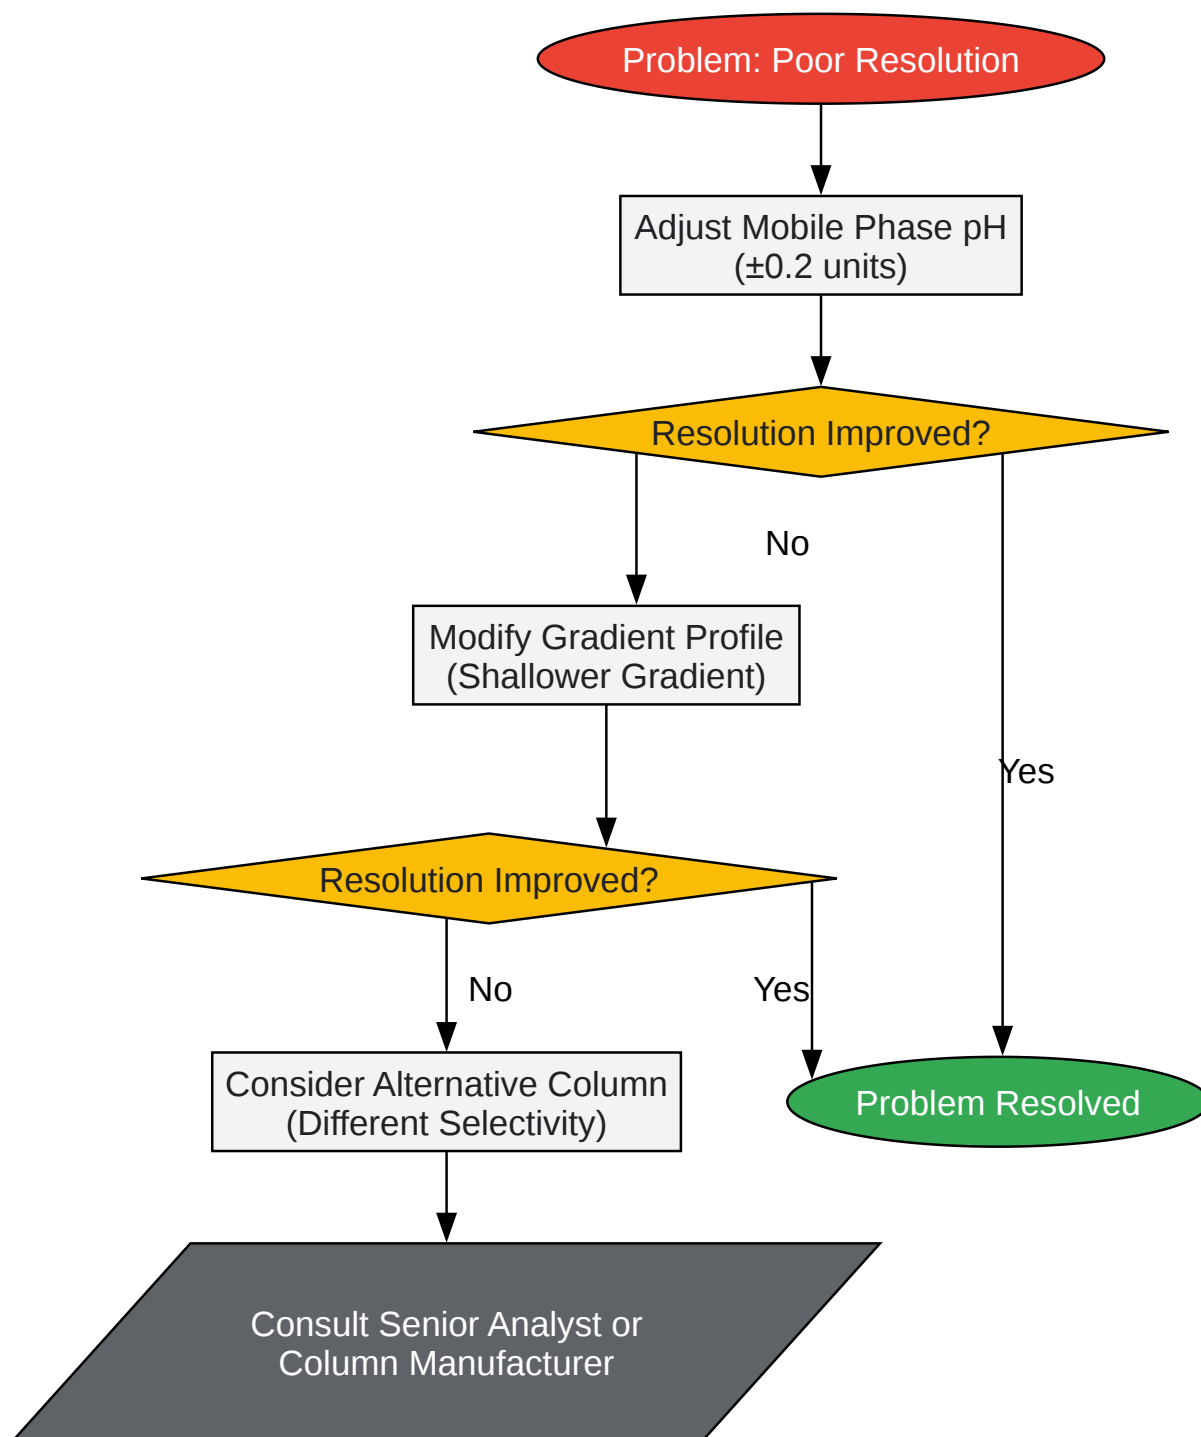 Problem: Poor Resolution
Adjust Mobile Phase pH
(±0.2 units)
Resolution Improved?
No
Modify Gradient Profile
(Shallower Gradient)
Yes
Resolution Improved?
No
Yes
Consider Alternative Column
(Different Selectivity)
Problem Resolved
Consult Senior Analyst or
Column Manufacturer